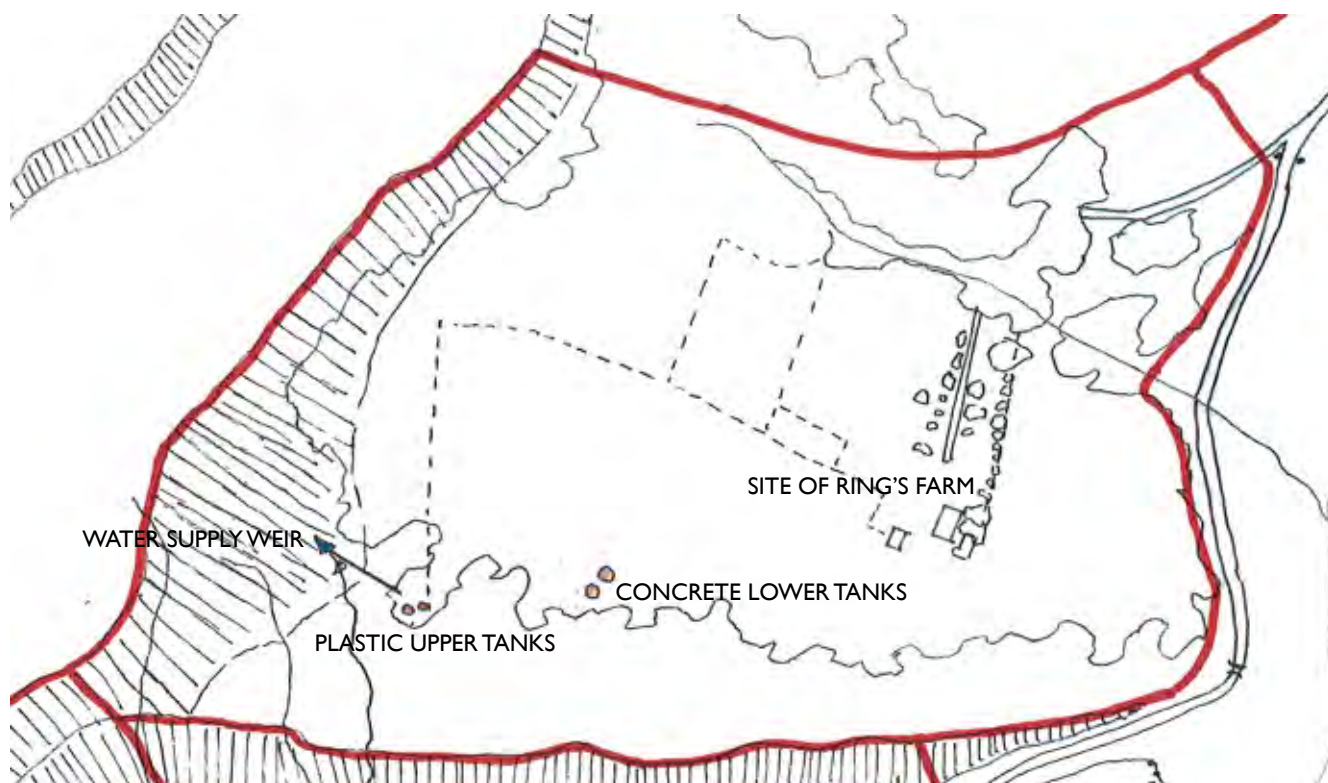 SITE OF RING'S FARM
WATER SUPPLY WEIR
CONCRETE LOWER TANKS
PLASTIC UPPER TANKS